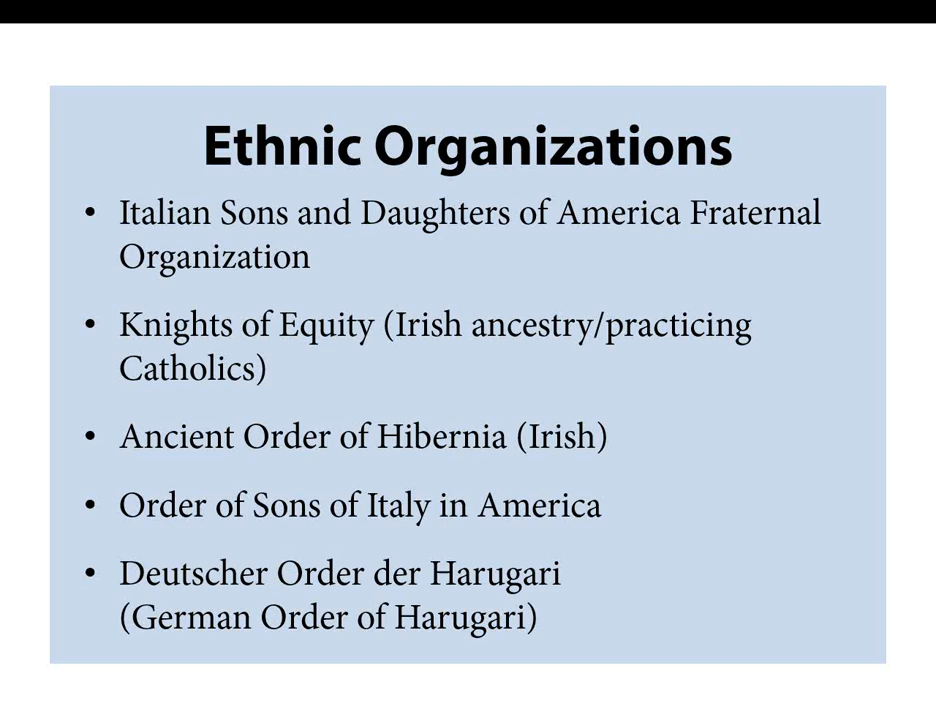 Ethnic Organizations
• Italian Sons and Daughters of America Fraternal
Organization
• Knights of Equity (Irish ancestry/practicing
Catholics)
• Ancient Order of Hibernia (Irish)
• Order of Sons of Italy in America
• Deutscher Order der Harugari
(German Order of Harugari)